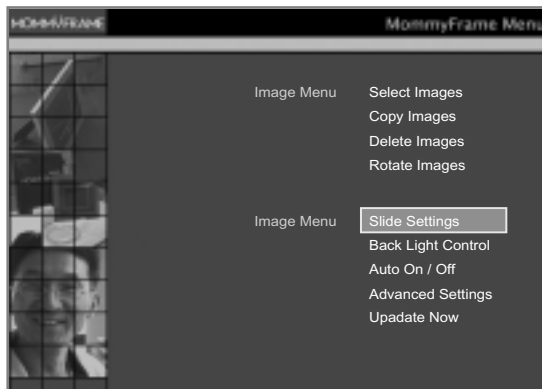 MOMMYFRAME MommyFrame Menu
Image Menu Select Images
Copy Images
Delete Images
Rotate Images
Image Menu Slide Settings
Back Light Control
Auto On / Off
Advanced Settings
Upadate Now